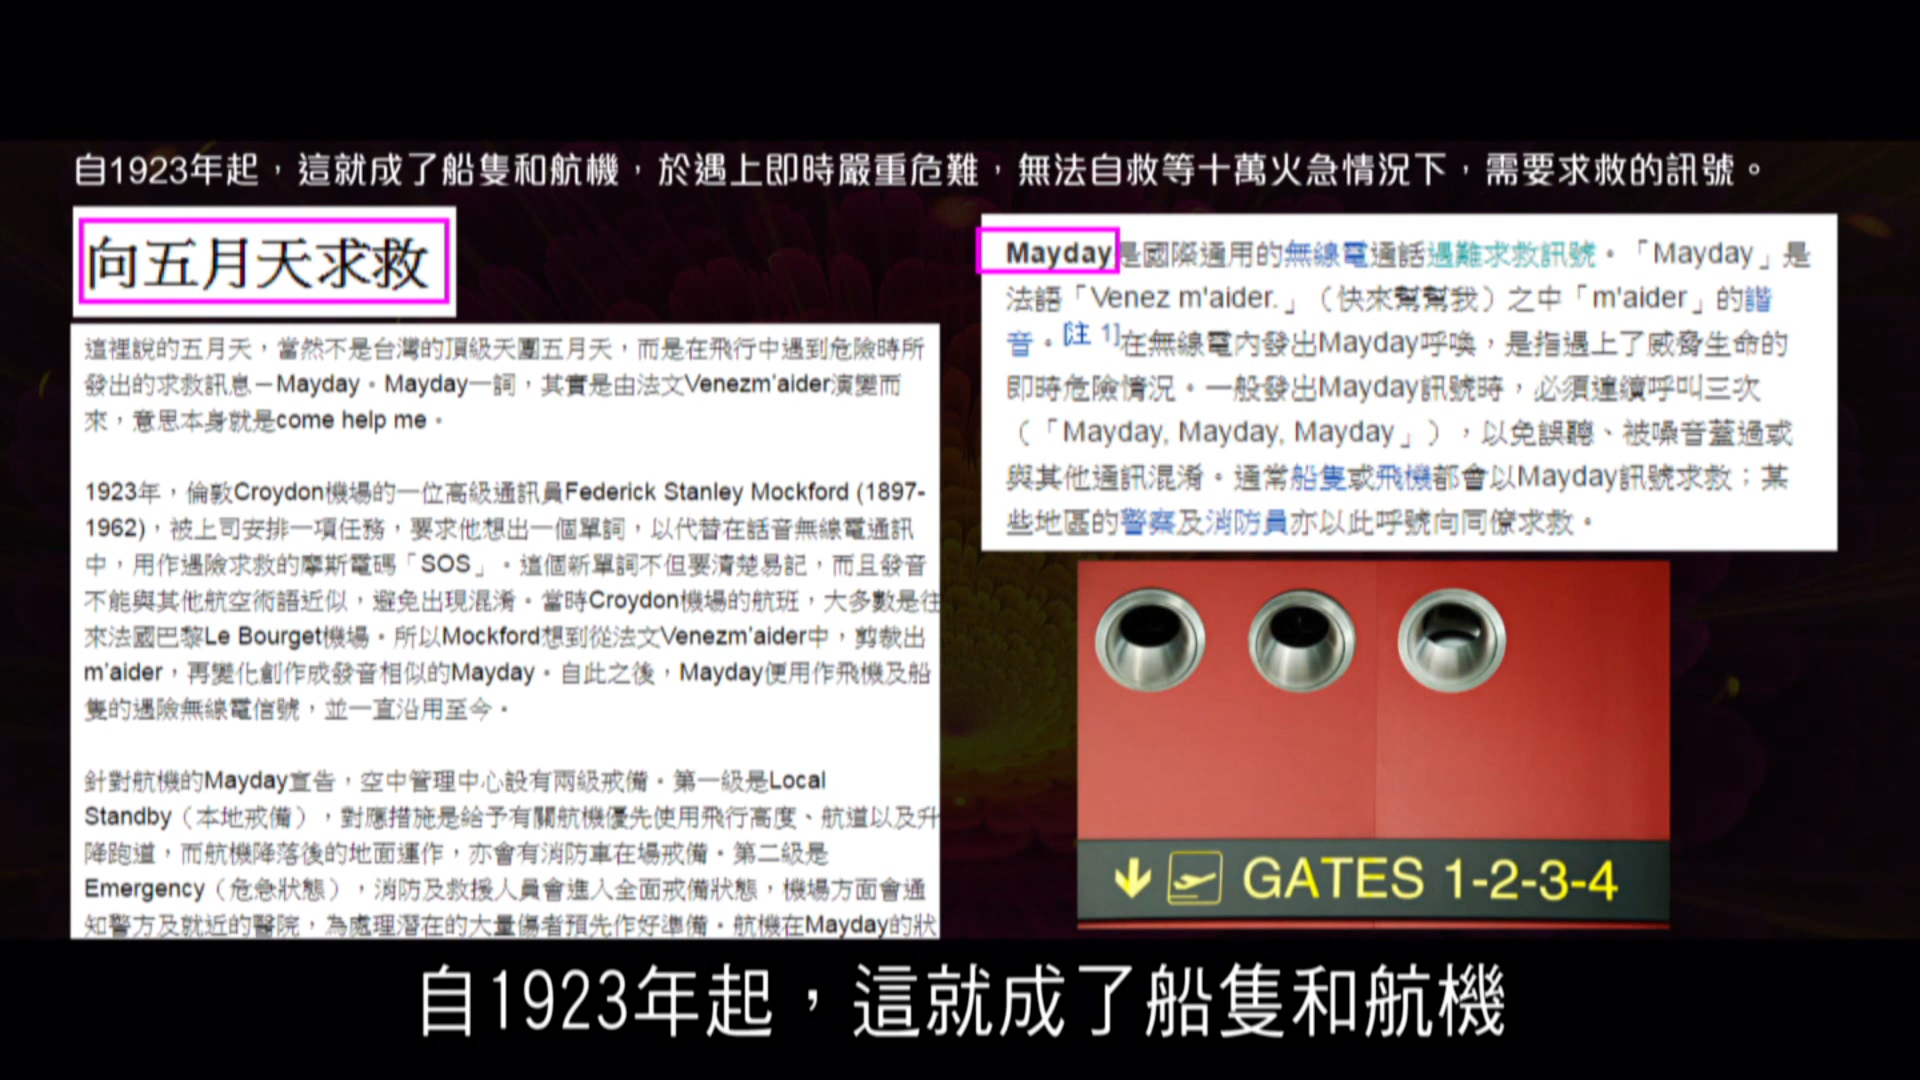 自1923年起，這就成了船隻和航機，於遇上即時嚴重危難，無法自救等十萬火急情況下，需要求救的訊號。
向五月天求救
這裡說的五月天，當然不是台灣的頂級天團五月天，而是在飛行中遇到危險時所
發出的求救訊息－Mayday。Mayday一詞，其實是由法文Venezm'aider演變而
來，意思本身就是come help me。
1923年，倫敦Croydon機場的一位高級通訊員Federick Stanley Mockford (1897-
1962)，被上司安排一項任務，要求他想出一個單詞，以代替在話音無線電通訊
中，用作遇險求救的摩斯電碼「SOS」。這個新單詞不但要清楚易記，而且發音
不能與其他航空術語近似，避免出現混淆。當時Croydon機場的航班，大多數是往
來法國巴黎Le Bourget機場。所以Mockford想到從法文Venezm'aider中，剪裁出
m'aider，再變化創作成發音相似的Mayday。自此之後，Mayday便用作飛機及船
隻的遇險無線電信號，並一直沿用至今。
針對航機的Mayday宣告，空中管理中心設有兩級戒備。第一級是Local
Standby（本地戒備），對應措施是給予有關航機優先使用飛行高度、航道以及升
降跑道，而航機降落後的地面運作，亦會有消防車在場戒備。第二級是
Emergency（危急狀態），消防及救援人員會進入全面戒備狀態，機場方面會通
知警方及就近的醫院，為處理潛在的大量傷者預先作好準備。航機在Mayday的狀
Mayday是國際通用的無線電通話遇難求救訊號。「Mayday」是
法語「Venez m'aider.」（快來幫幫我）之中「m'aider」的諧
音。[註 1]在無線電內發出Mayday呼喚，是指遇上了威脅生命的
即時危險情況。一般發出Mayday訊號時，必須連續呼叫三次
（「Mayday, Mayday, Mayday」），以免誤聽、被噪音蓋過或
與其他通訊混淆。通常船隻或飛機都會以Mayday訊號求救；某
些地區的警察及消防員亦以此呼號向同僚求救。
GATES 1-2-3-4
自1923年起，這就成了船隻和航機